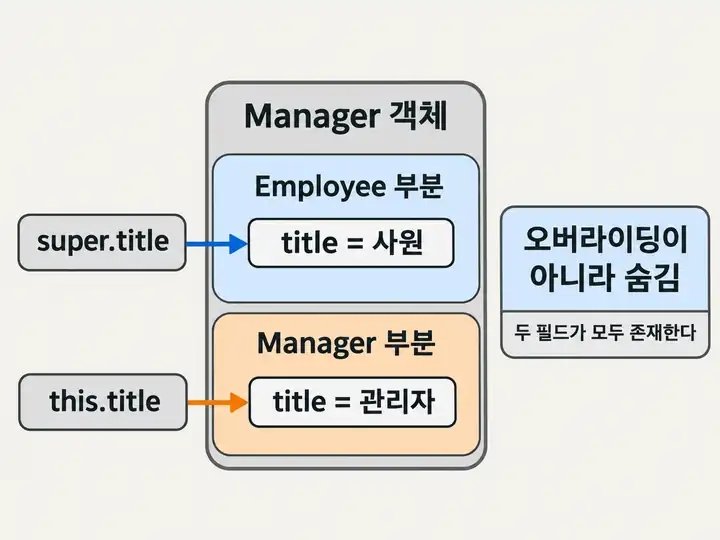 Manager 객체
Employee 부분
super.title
title = 사원
Manager 부분
this.title
title = 관리자
오버라이딩이
아니라 숨김
두 필드가 모두 존재한다